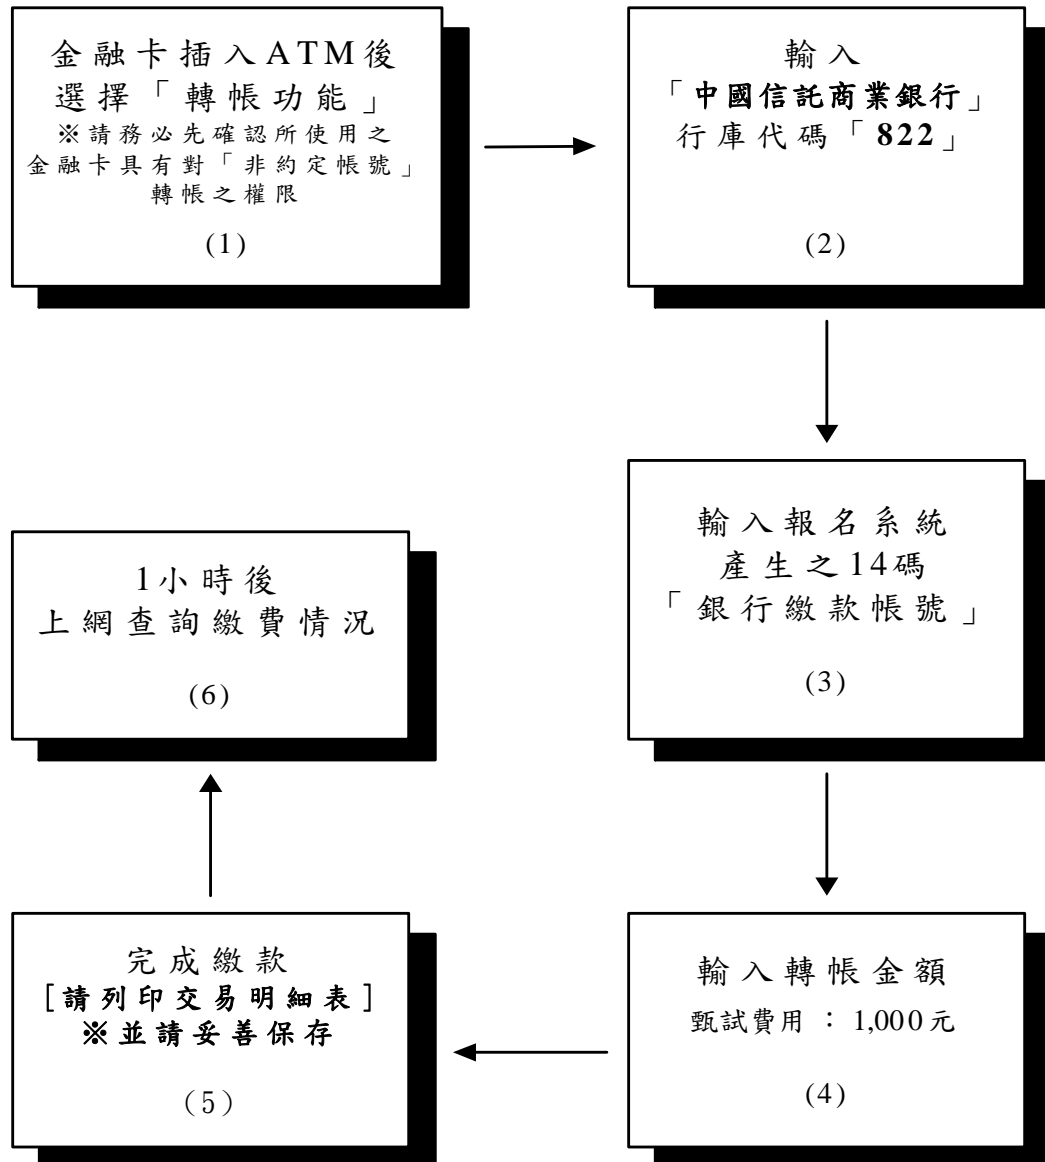 金融卡插入ATM後
選擇「轉帳功能」
※請務必先確認所使用之
金融卡具有對「非約定帳號」
轉帳之權限
(1)
輸入
「中國信託商業銀行」
行庫代碼「822」
(2)
輸入報名系統
產生之14碼
「銀行繳款帳號」
(3)
輸入轉帳金額
甄試費用：1,000元
(4)
完成繳款
[請列印交易明細表]
※並請妥善保存
（5）
1小時後
上網查詢繳費情況
(6)